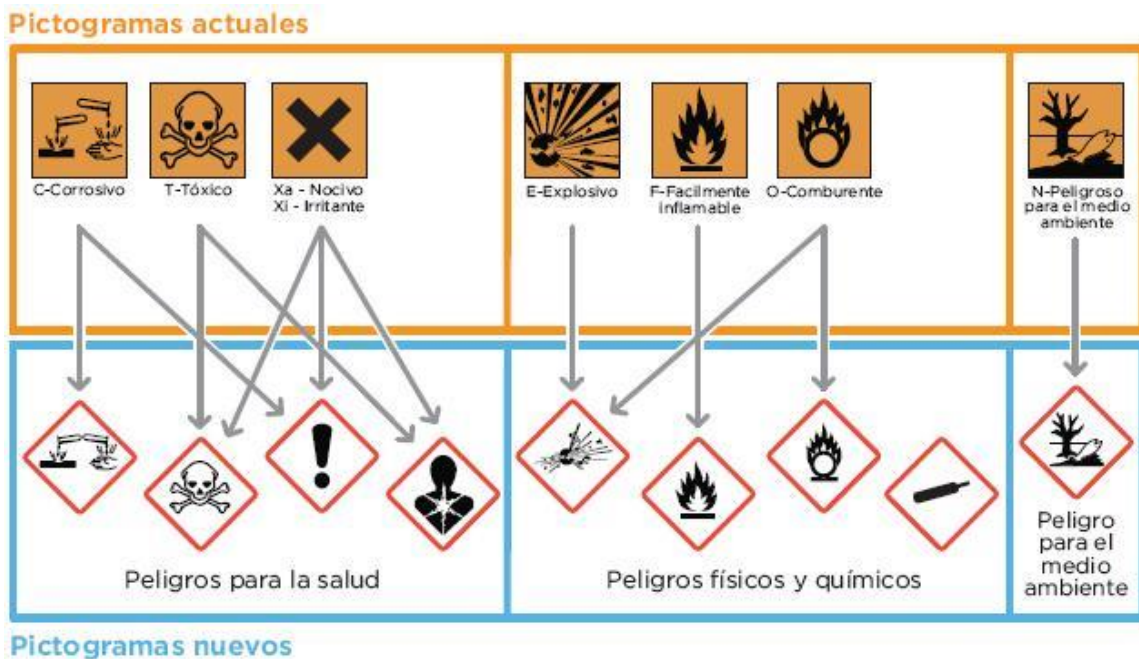 Pictogramas actuales
C-Corrosivo
T-Tóxico
Xa - Nocivo
Xi - Irritante
E-Explosivo
F-Facilmente
inflamable
O-Comburente
N-Peligroso
para el medio
ambiente
Peligros para la salud
Peligros físicos y químicos
Peligro
para el
medio
ambiente
Pictogramas nuevos